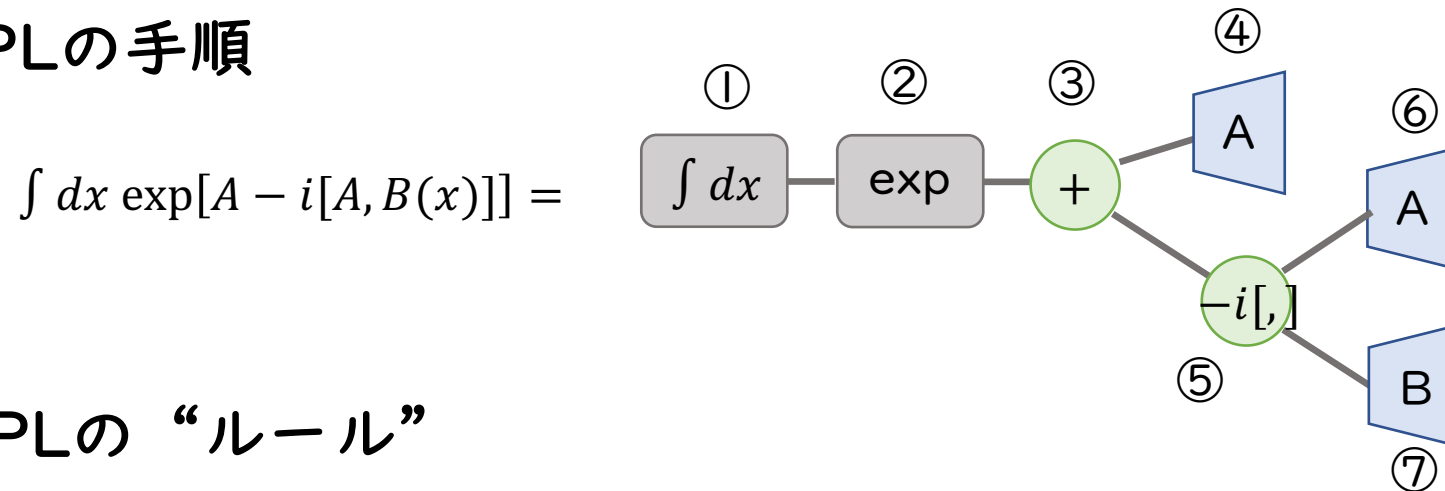 PLの手順
① ② ③ ④
∫ dx exp[A − i[A, B(x)]] = ∫ dx exp + A
⑥
A
−i[,]
⑤
B
PLの “ルール”
⑦